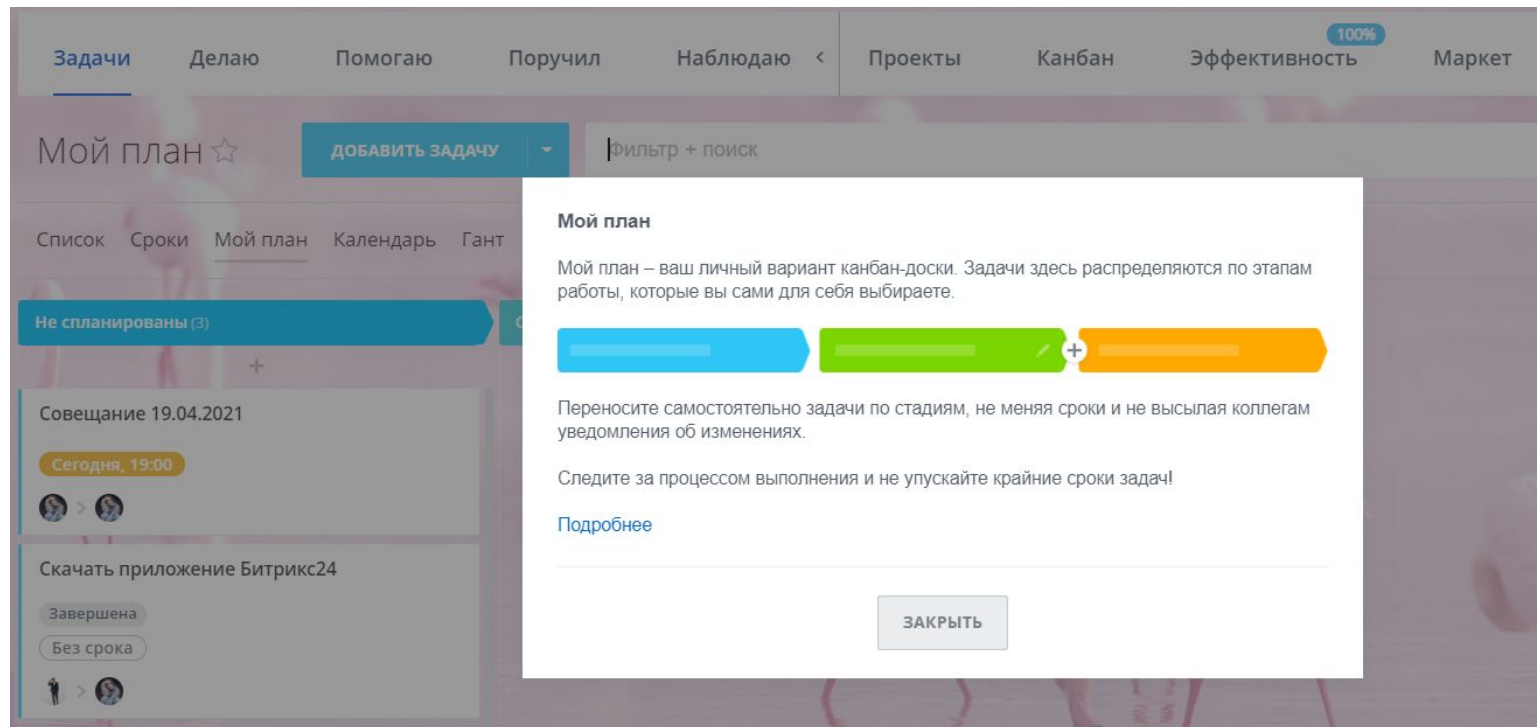 100%
Задачи Делаю Помогаю Поручил Наблюдаю < Проекты Канбан Эффективность Маркет
Мой план ДОБАВИТЬ ЗАДАЧУ Фильтр + поиск
Список Сроки Мой план Календарь Гант
Не спланированы (3)
+
Совещание 19.04.2021
Сегодня, 19:00
>
Скачать приложение Битрикс24
Завершена
Без срока
>
Мой план
Мой план – ваш личный вариант канбан-доски. Задачи здесь распределяются по этапам
работы, которые вы сами для себя выбираете.
+
Переносите самостоятельно задачи по стадиям, не меняя сроки и не высылая коллегам
уведомления об изменениях.
Следите за процессом выполнения и не упускайте крайние сроки задач!
Подробнее
ЗАКРЫТЬ